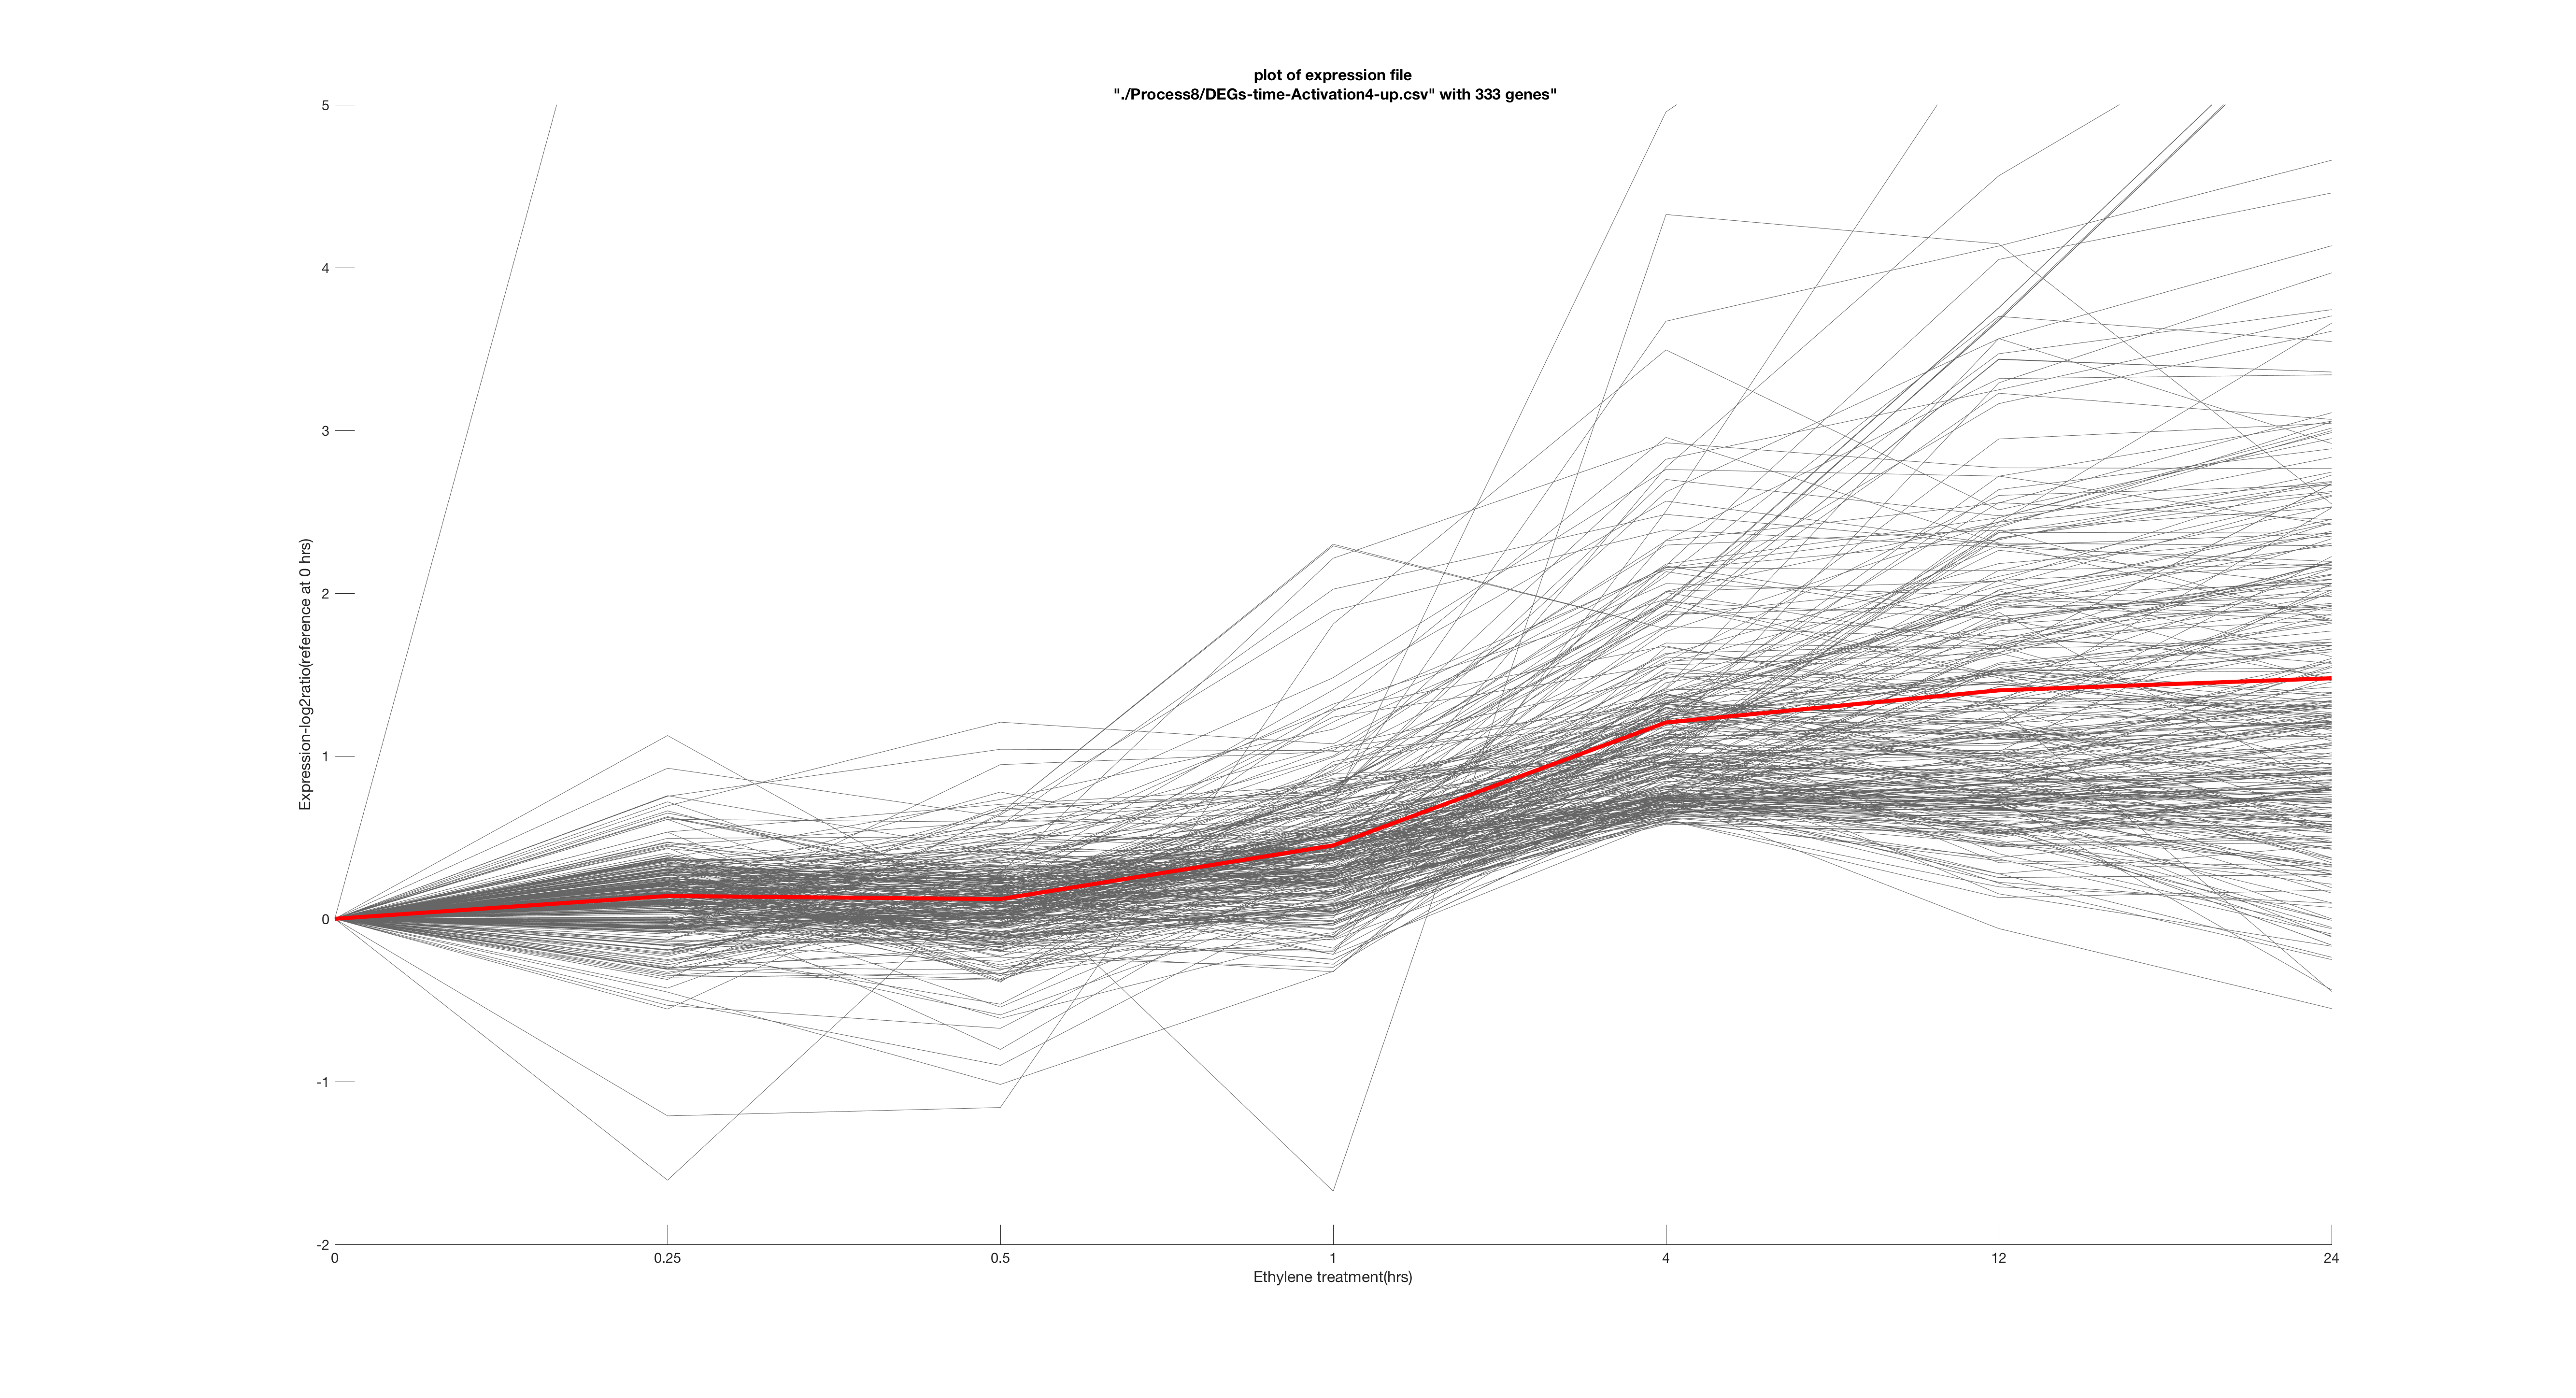 plot of expression file
"./Process8/DEGs-time-Activation4-up.csv" with 333 genes"
5
4
3
2
1
0
-1
-2
Expression-log2ratio(reference at 0 hrs)
0 0.25 0.5 1 4 12 24
Ethylene treatment(hrs)